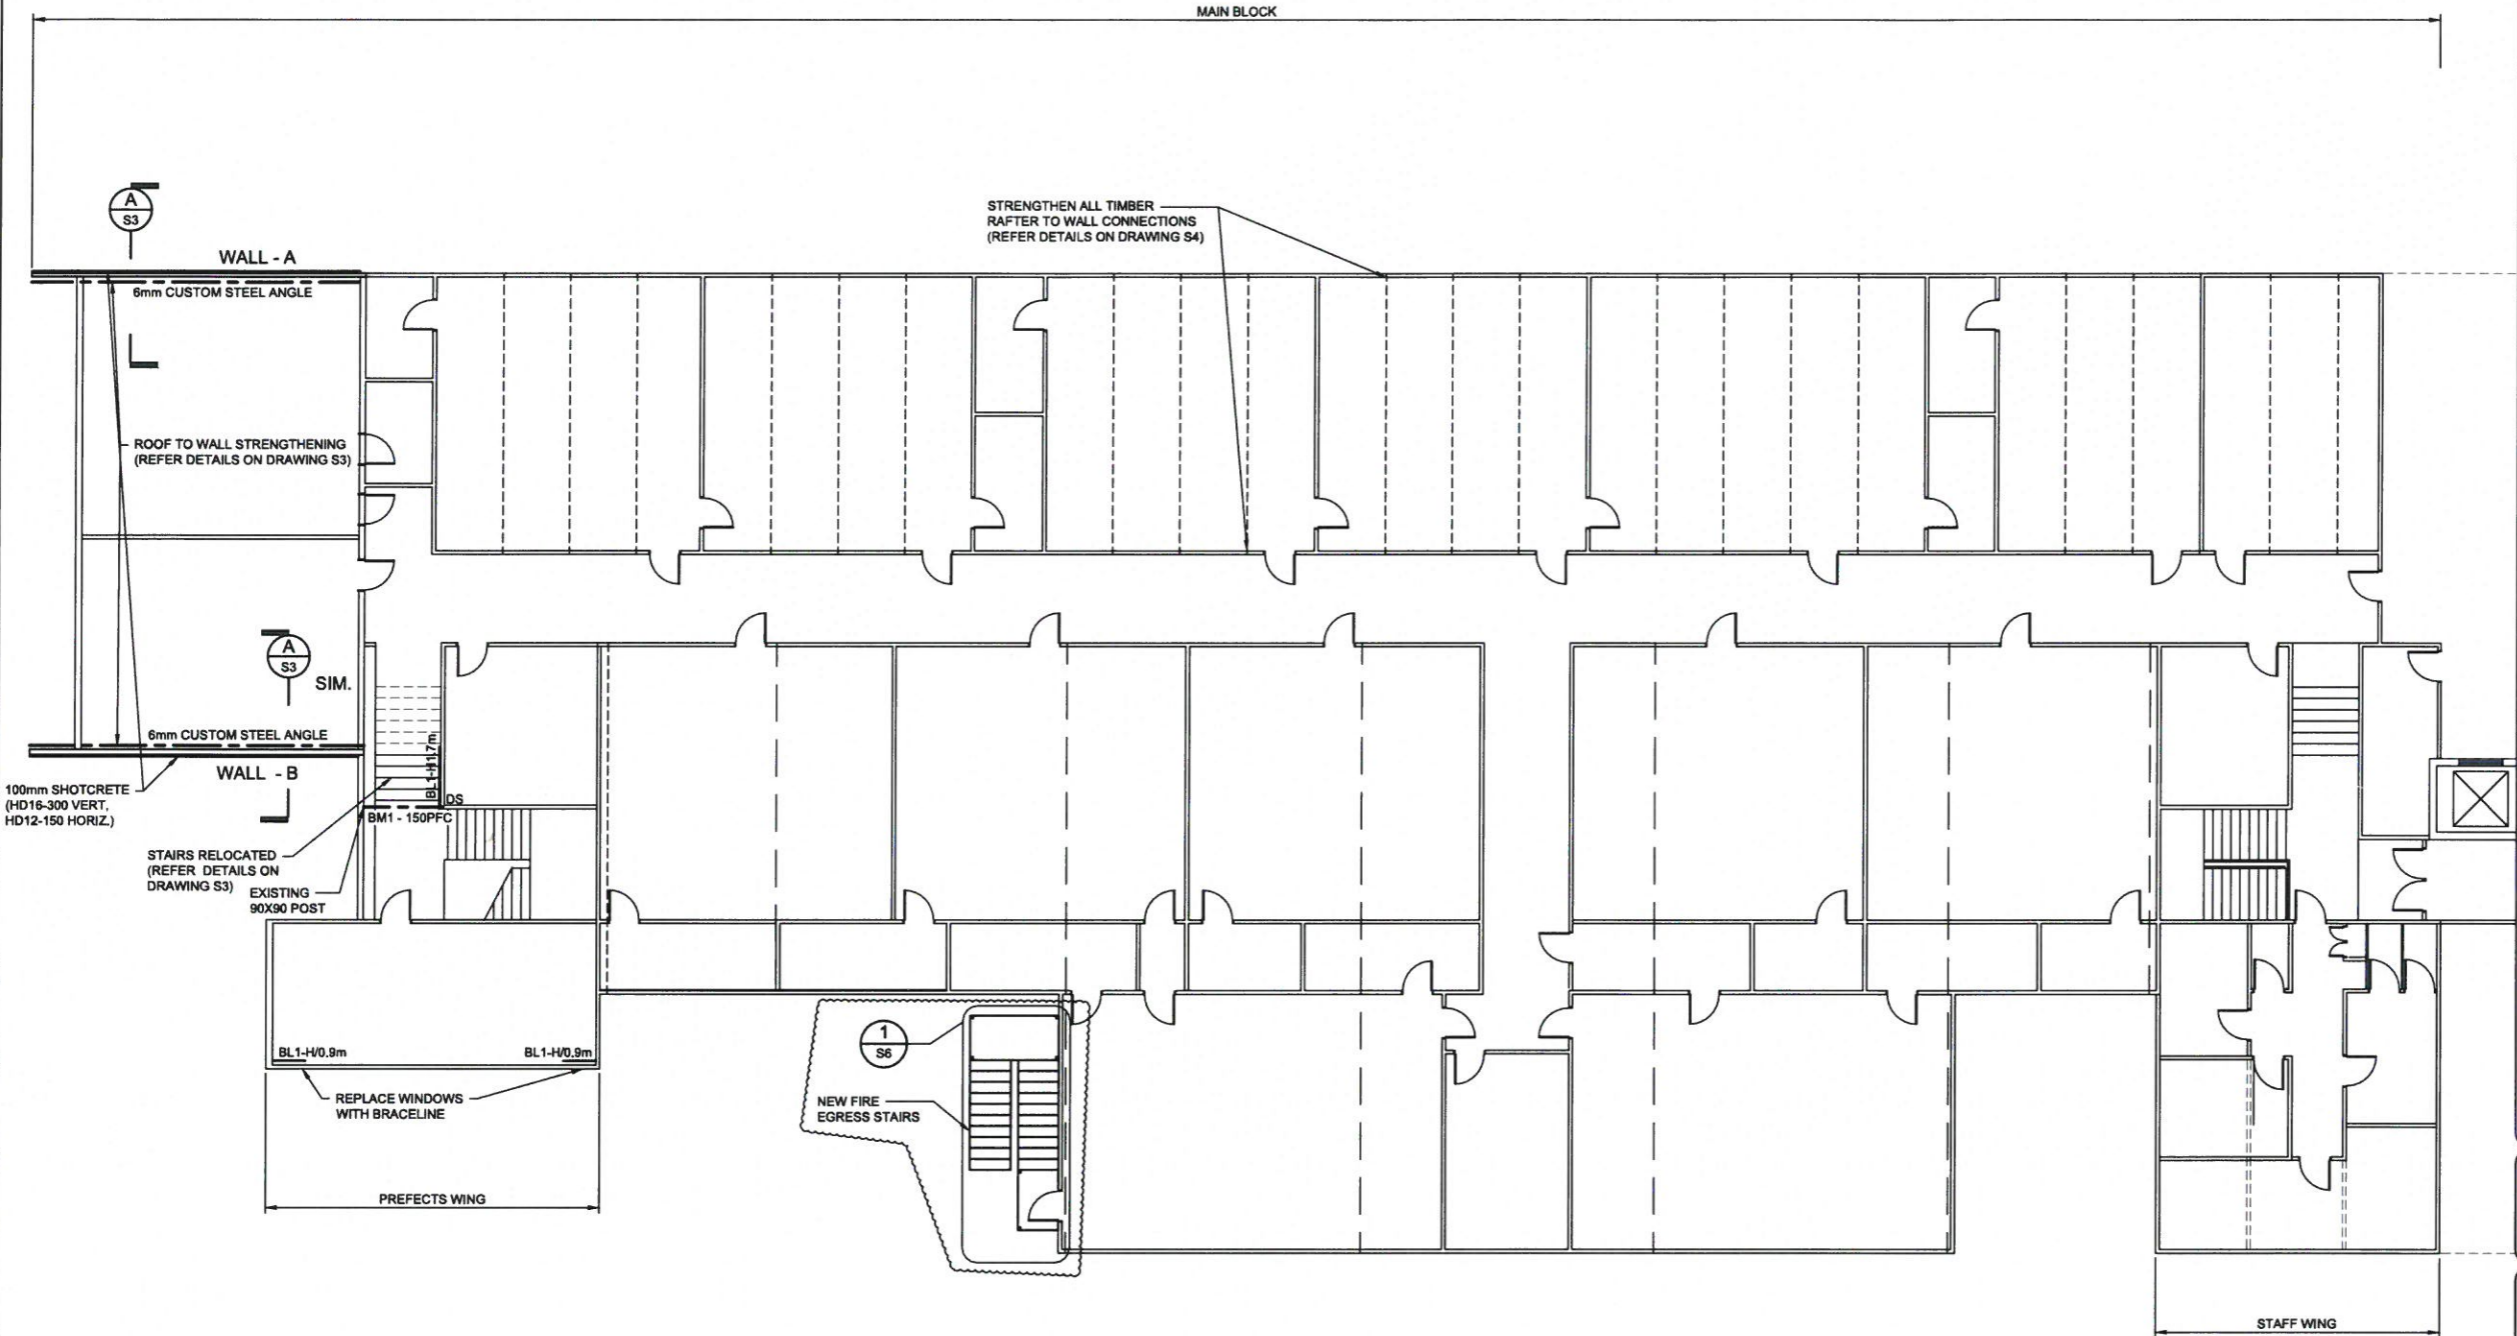 MAIN BLOCK
A
S3
WALL - A
6mm CUSTOM STEEL ANGLE
STRENGTHEN ALL TIMBER
RAFTER TO WALL CONNECTIONS
(REFER DETAILS ON DRAWING S4)
ROOF TO WALL STRENGTHENING
(REFER DETAILS ON DRAWING S3)
A
S3
SIM.
6mm CUSTOM STEEL ANGLE
WALL - B
100mm SHOTCRETE
(HD16-300 VERT,
HD12-150 HORIZ.)
DS
BM1 - 150PFC
STAIRS RELOCATED
(REFER DETAILS ON
DRAWING S3)
EXISTING
90X90 POST
BL1-H/0.9m
BL1-H/0.9m
REPLACE WINDOWS
WITH BRACELINE
1
S6
NEW FIRE
EGRESS STAIRS
PREFECTS WING
STAFF WING